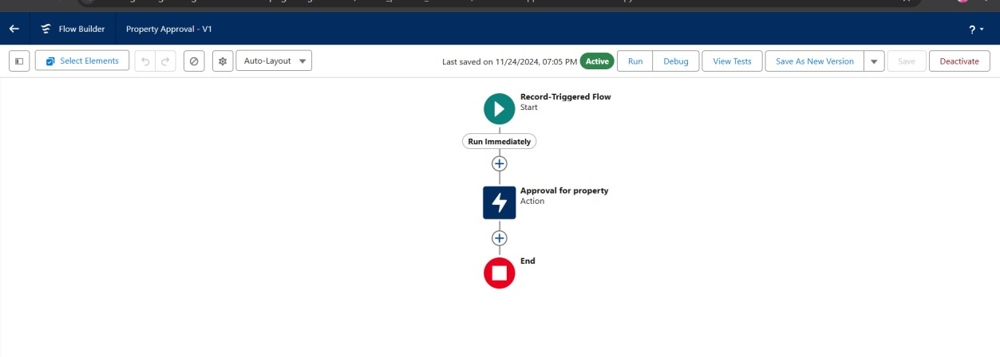 Flow Builder Property Approval - V1 ?
Select Elements Auto-Layout Last saved on 11/24/2024, 07:05 PM Active Run Debug View Tests Save As New Version Save Deactivate
Record-Triggered Flow
Start
Run Immediately
Approval for property
Action
End